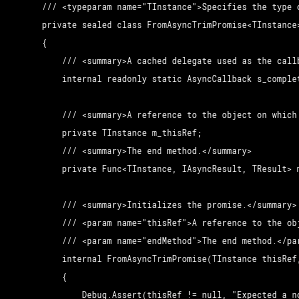 /// <typeparam name="TInstance">Specifies the type
private sealed class FromAsyncTrimPromise<TInstance>
{
/// <summary>A cached delegate used as the callb
internal readonly static AsyncCallback s_complet
/// <summary>A reference to the object on which
private TInstance m_thisRef;
/// <summary>The end method.</summary>
private Func<TInstance, IAsyncResult, TResult> m
/// <summary>Initializes the promise.</summary>
/// <param name="thisRef">A reference to the obj
/// <param name="endMethod">The end method.</par
internal FromAsyncTrimPromise(TInstance thisRef,
{
Debug.Assert(thisRef != null, "Expected a no